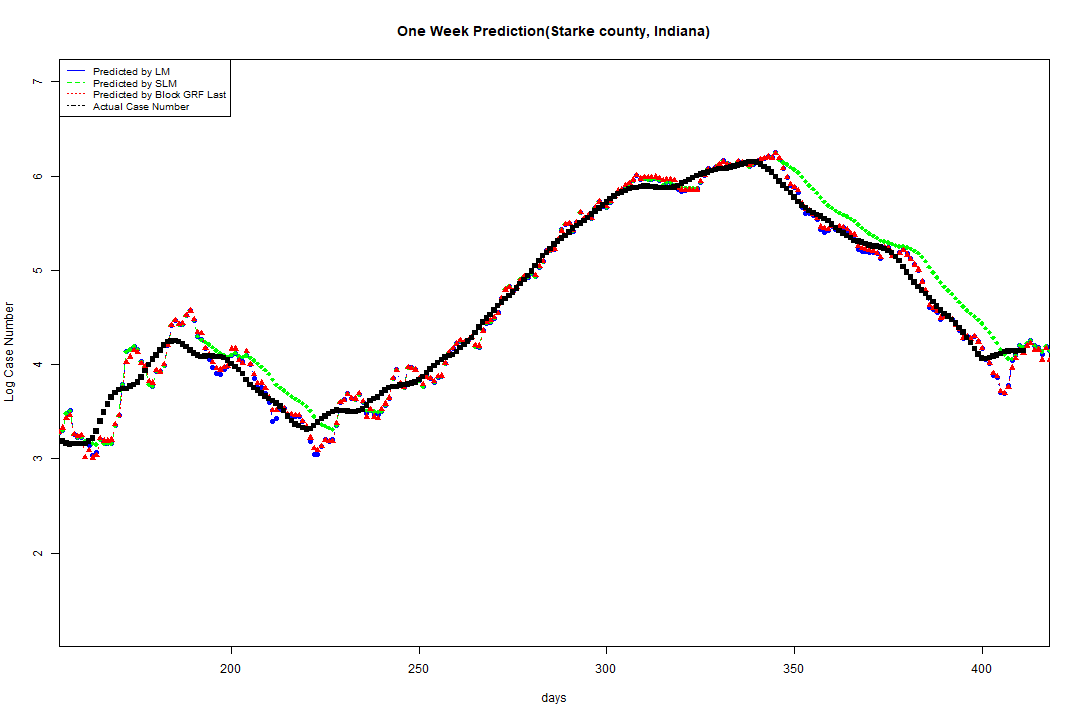 One Week Prediction(Starke county, Indiana)
Predicted by LM
Predicted by SLM
Predicted by Block GRF Last
Actual Case Number
7
6
5
4
3
2
Log Case Number
200 250 300 350 400
days